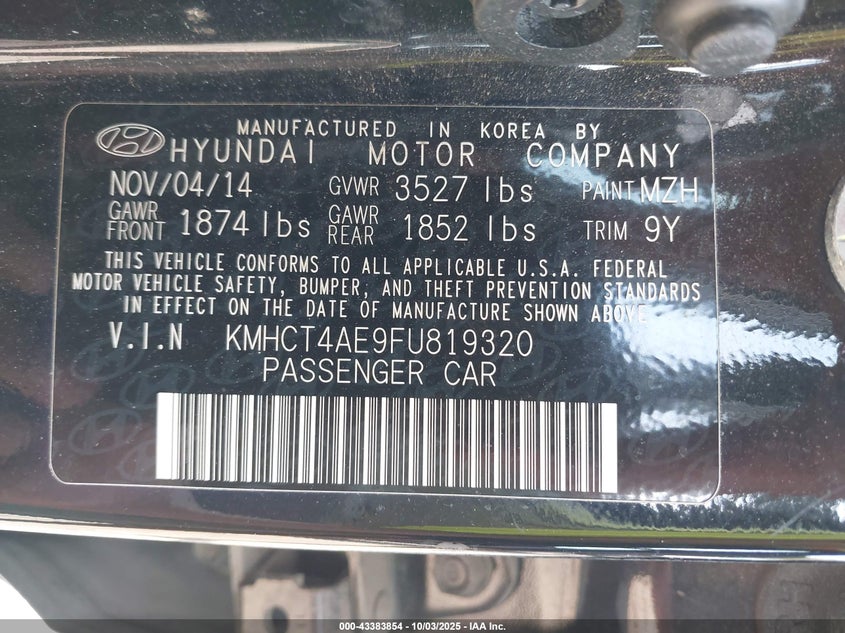 MANUFACTURED IN KOREA BY
HYUNDAI MOTOR COMPANY
NOV/04/14 GVWR 3527 lbs PAINT MZH
GAWR FRONT 1874 lbs GAWR REAR 1852 lbs TRIM 9Y
THIS VEHICLE CONFORMS TO ALL APPLICABLE U.S.A. FEDERAL
MOTOR VEHICLE SAFETY, BUMPER, AND THEFT PREVENTION STANDARDS
IN EFFECT ON THE DATE OF MANUFACTURE SHOWN ABOVE
V.I.N KMHCT4AE9FU819320
PASSENGER CAR
000-43383854 - 10/03/2025 - IAA Inc.